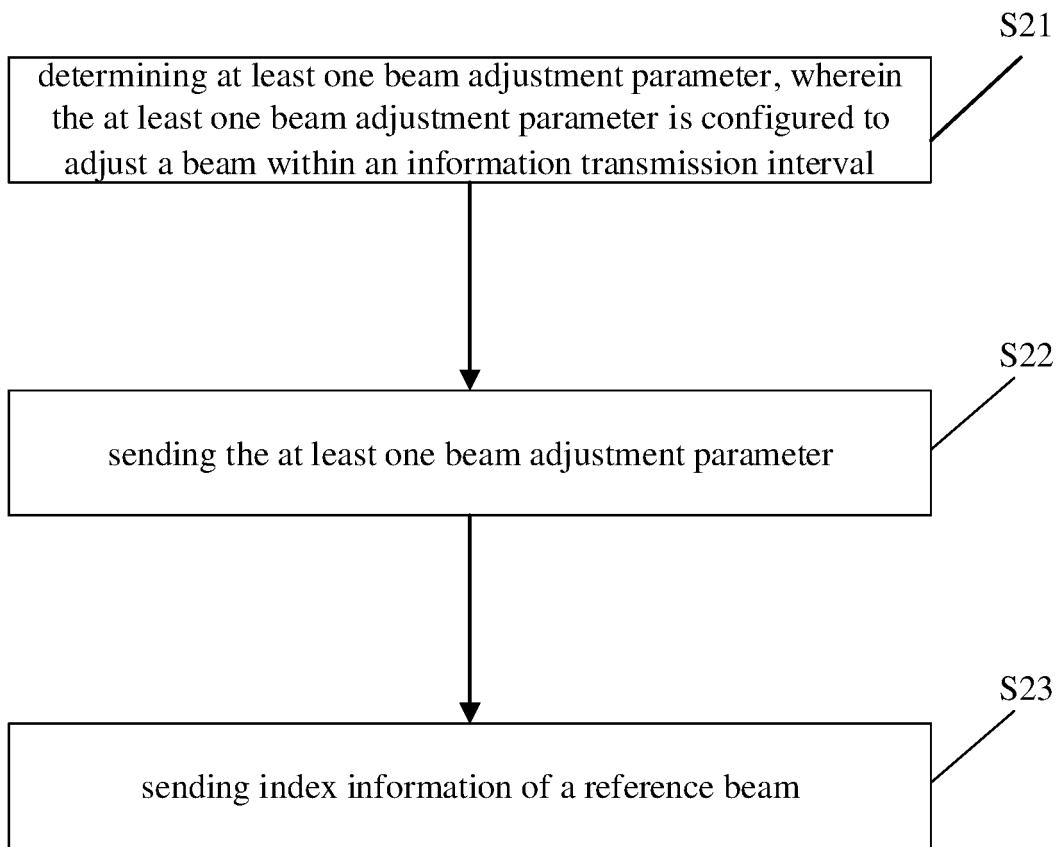 S21
determining at least one beam adjustment parameter, wherein
the at least one beam adjustment parameter is configured to
adjust a beam within an information transmission interval
S22
sending the at least one beam adjustment parameter
S23
sending index information of a reference beam